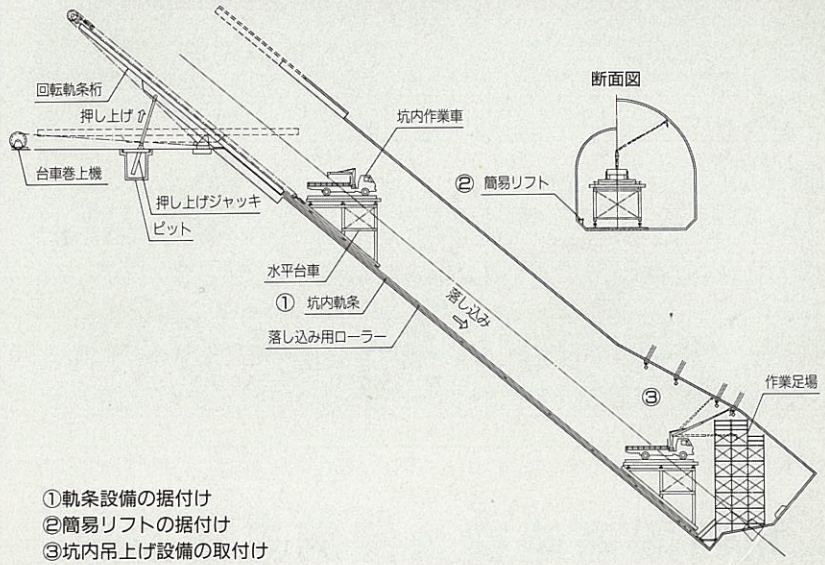 回転軌条桁
押し上げ
台車巻上機
押し上げジャッキ
ピット
坑内作業車
断面図
② 簡易リフト
水平台車
① 坑内軌条
落し込み用ローラー
落し込み
③
作業足場
①軌条設備の据付け
②簡易リフトの据付け
③坑内吊上げ設備の取付け